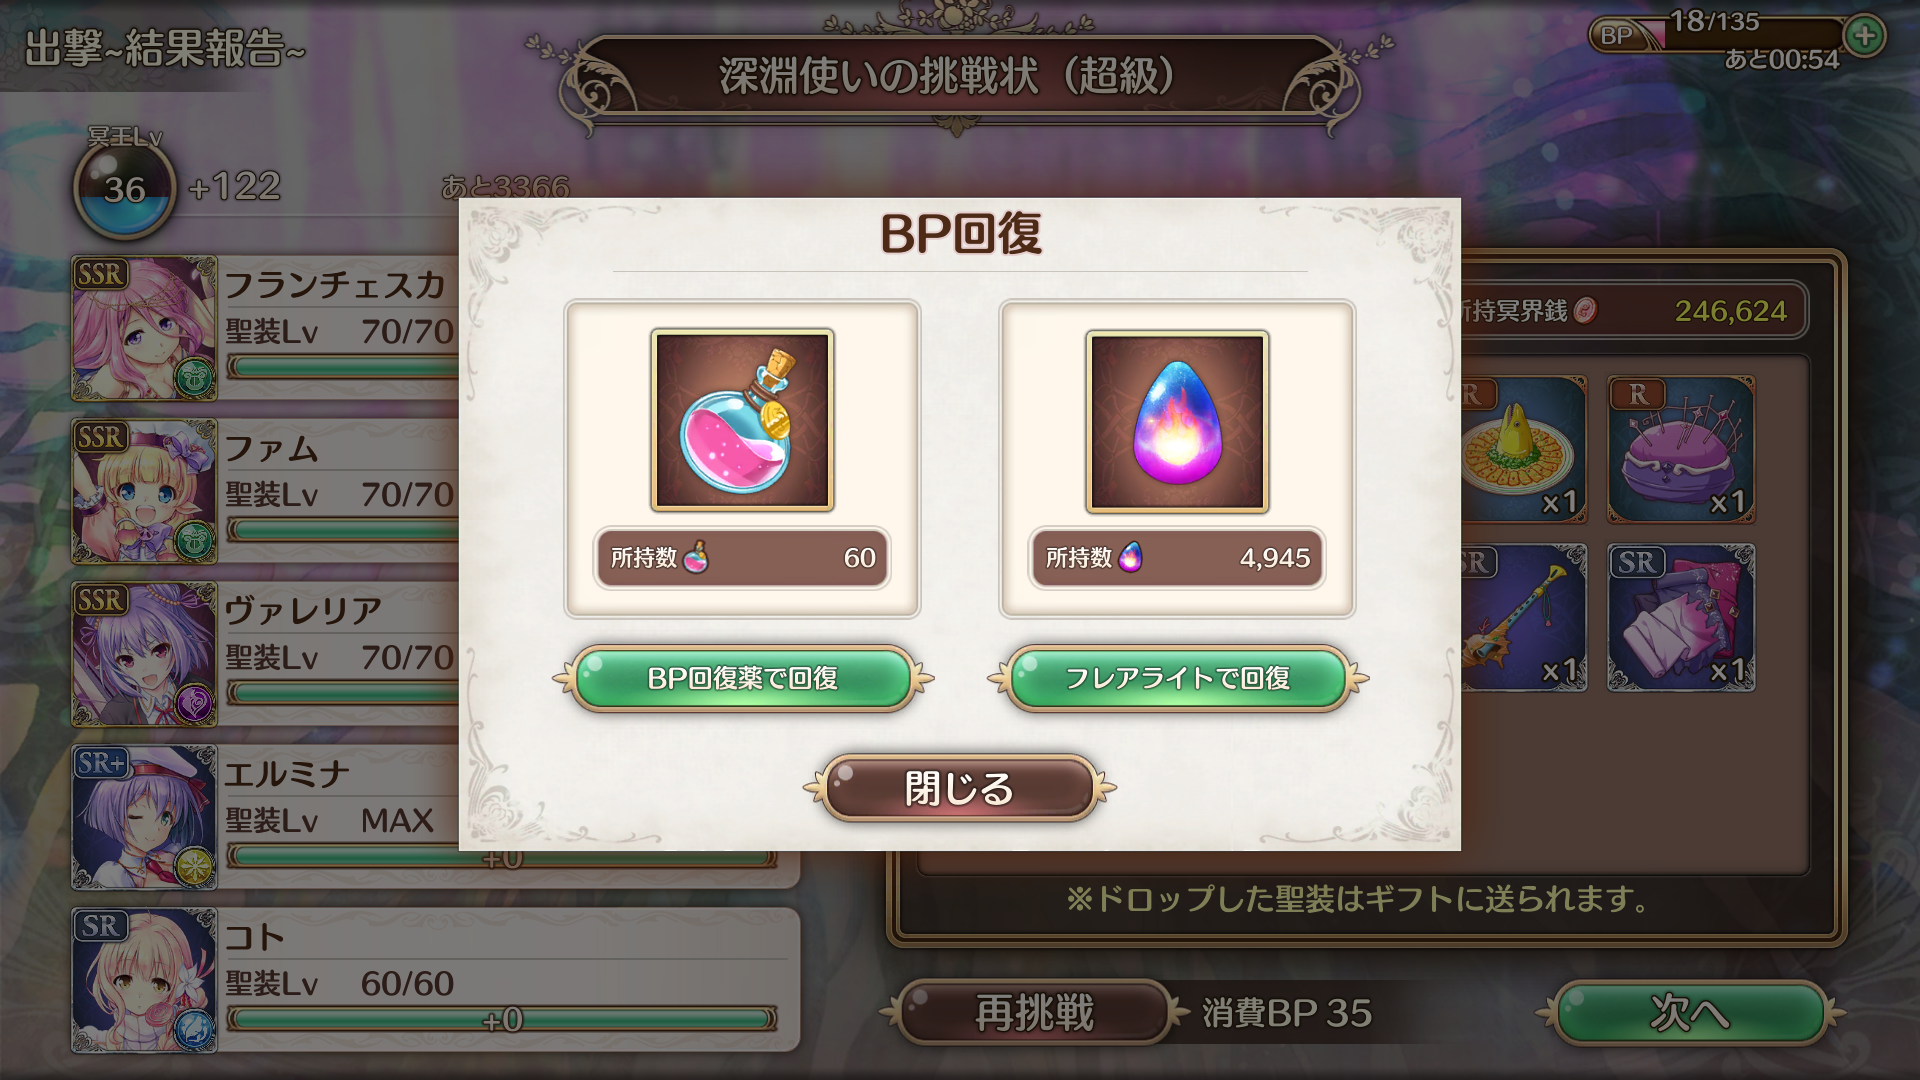 出撃~結果報告~
深淵使いの挑戦状（超級）
BP
18/135
あと00:54
冥王Lv
36
+122
あと3366
SSR
フランチェスカ
聖装Lv 70/70
SSR
ファム
聖装Lv 70/70
SSR
ヴァレリア
聖装Lv 70/70
SR+
エルミナ
聖装Lv MAX
+0
SR
コト
聖装Lv 60/60
+0
BP回復
所持数 60
所持数 4,945
BP回復薬で回復
フレアライトで回復
閉じる
所持冥界銭 246,624
R
x1
R
x1
SR
x1
SR
x1
※ドロップした聖装はギフトに送られます。
再挑戦
消費BP 35
次へ